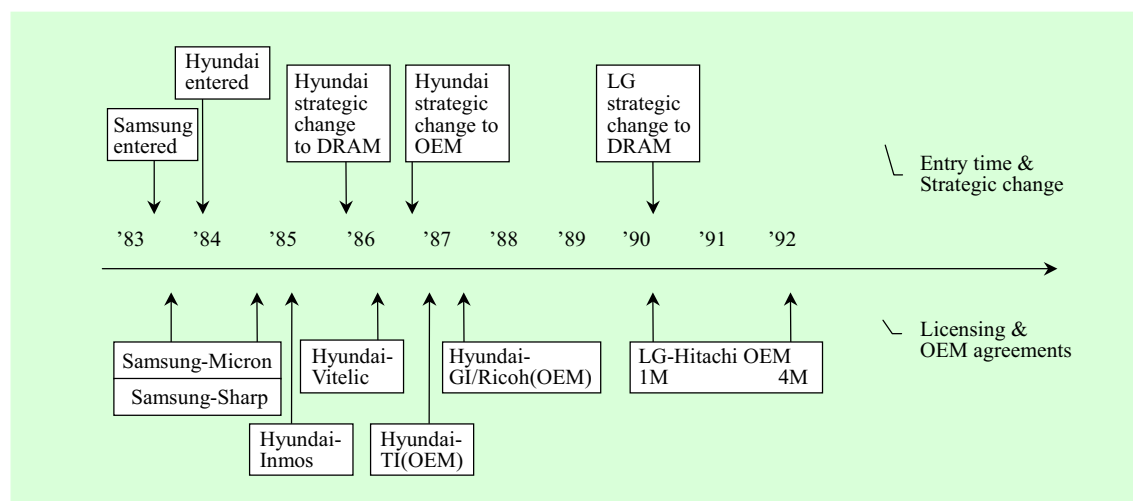 Hyundai
entered
Samsung
entered
Hyundai
strategic
change
to DRAM
Hyundai
strategic
change to
OEM
LG
strategic
change to
DRAM
Entry time &
Strategic change
’83 ’84 ’85 ’86 ’87 ’88 ’89 ’90 ’91 ’92
Licensing &
OEM agreements
Samsung-Micron
Samsung-Sharp
Hyundai-
Inmos
Hyundai-
Vitelic
Hyundai-
TI(OEM)
Hyundai-
GI/Ricoh(OEM)
LG-Hitachi OEM
1M 4M